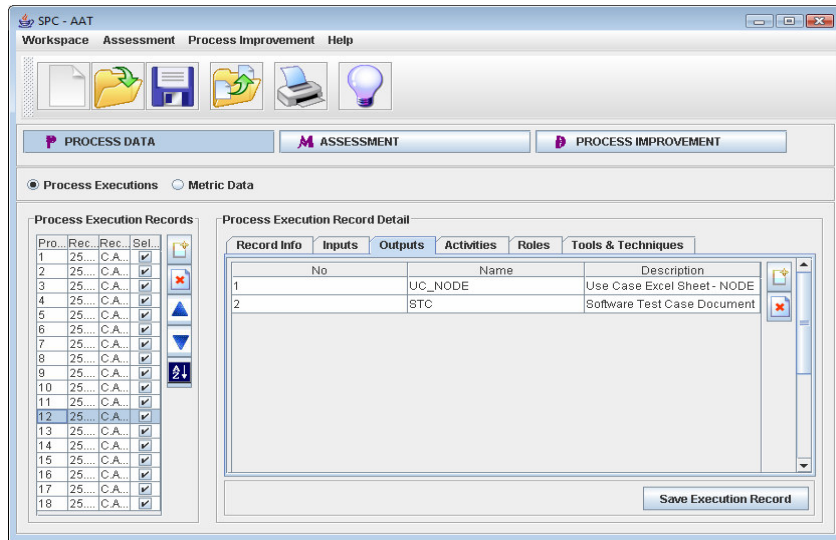 SPC - AAT
Workspace Assessment Process Improvement Help
PROCESS DATA ASSESSMENT PROCESS IMPROVEMENT
Process Executions Metric Data
Process Execution Records
Pro... Rec... Rec... Sel...
1 25.... C.A...
2 25.... C.A...
3 25.... C.A...
4 25.... C.A...
5 25.... C.A...
6 25.... C.A...
7 25.... C.A...
8 25.... C.A...
9 25.... C.A...
10 25.... C.A...
11 25.... C.A...
12 25.... C.A...
13 25.... C.A...
14 25.... C.A...
15 25.... C.A...
16 25.... C.A...
17 25.... C.A...
18 25.... C.A...
Process Execution Record Detail
Record Info Inputs Outputs Activities Roles Tools & Techniques
No Name Description
1 UC_NODE Use Case Excel Sheet - NODE
2 STC Software Test Case Document
Save Execution Record